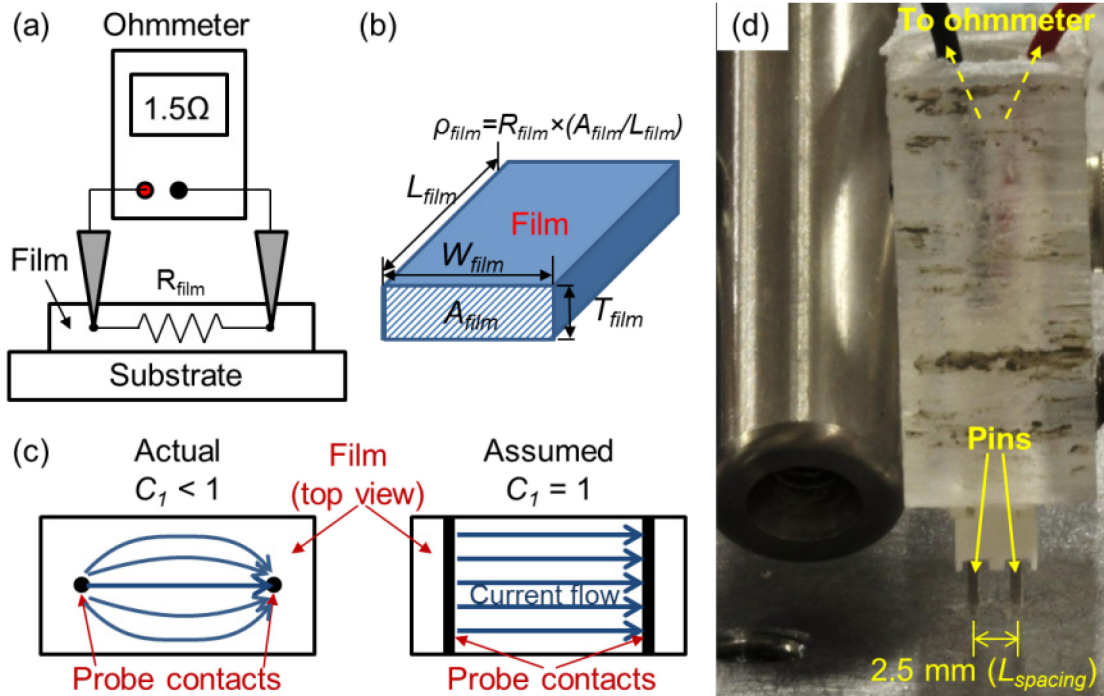 (a)
Ohmmeter
1.5Ω
Film
R_film
Substrate
(b)
ρ_film=R_film×(A_film/L_film)
L_film
Film
W_film
A_film
T_film
(c)
Actual
C_1 < 1
Film
(top view)
Assumed
C_1 = 1
Current flow
Probe contacts
Probe contacts
(d)
To ohmmeter
Pins
2.5 mm (L_spacing)